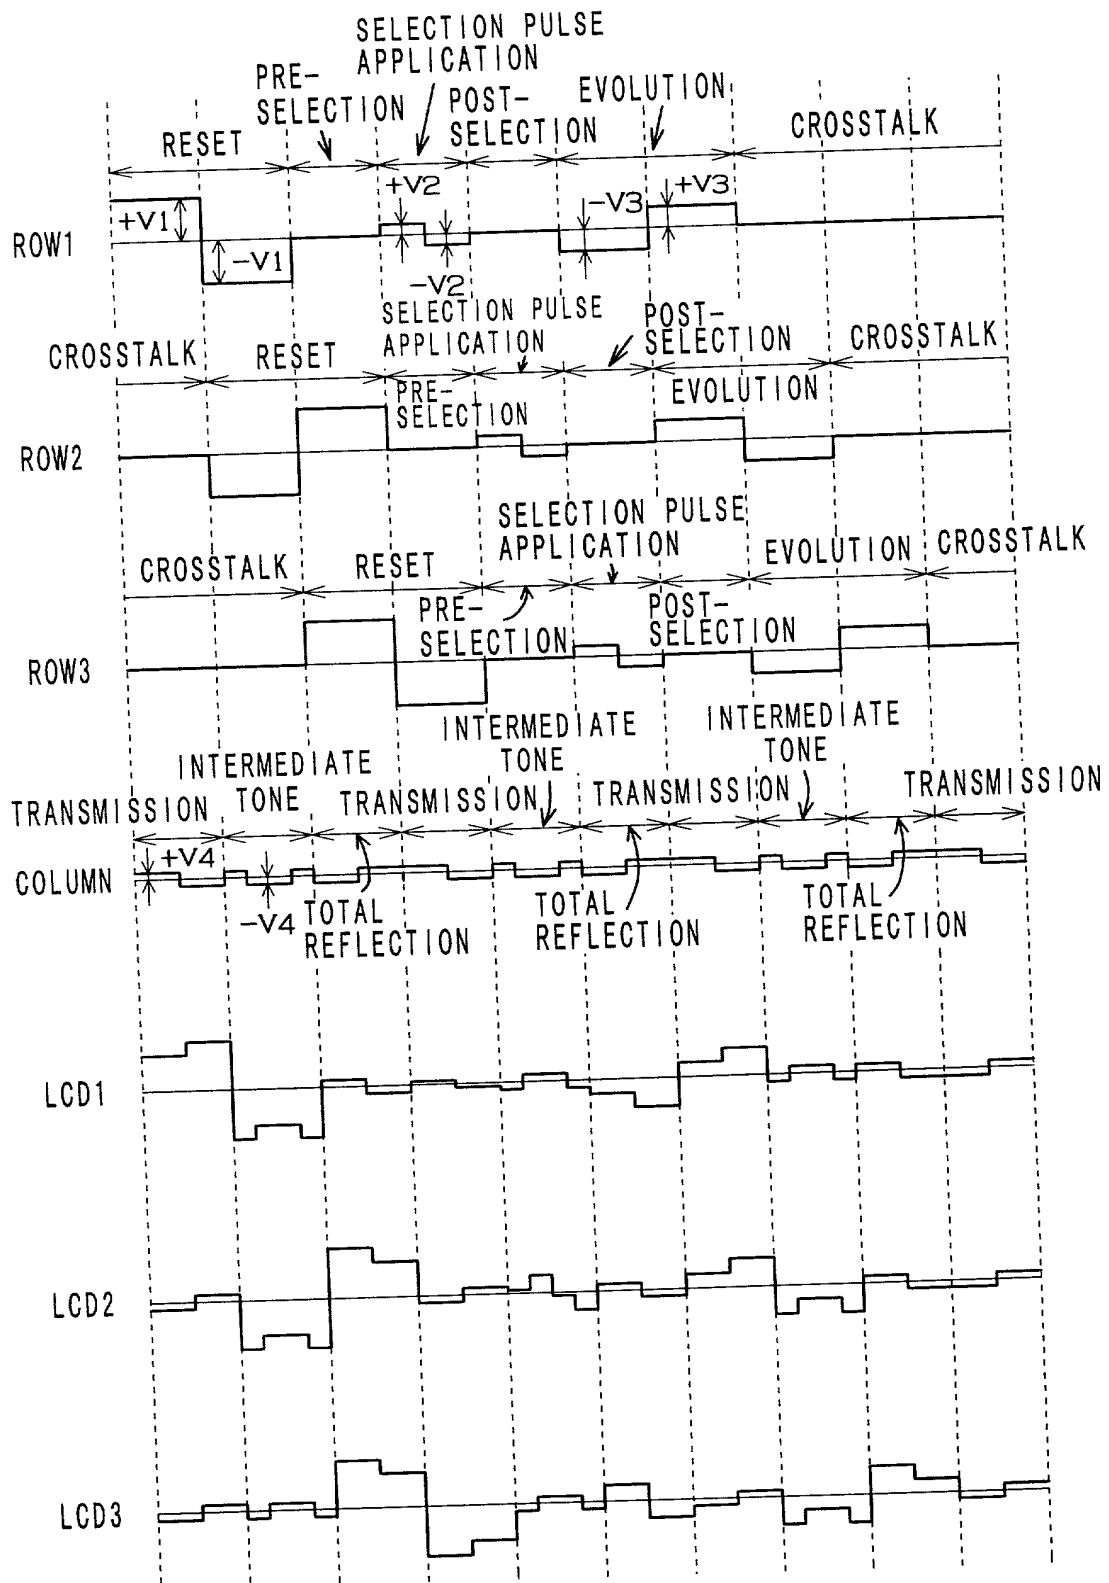 SELECTION PULSE
APPLICATION
PRE-
SELECTION
POST-
SELECTION
EVOLUTION
RESET
CROSSTALK
+V1
-V1
+V2
-V2
-V3
+V3
ROW1
SELECTION PULSE
APPLICATION
POST-
SELECTION
CROSSTALK
RESET
CROSSTALK
PRE-
SELECTION
EVOLUTION
ROW2
SELECTION PULSE
APPLICATION
CROSSTALK
RESET
EVOLUTION
CROSSTALK
PRE-
SELECTION
POST-
SELECTION
ROW3
INTERMEDIATE
TONE
INTERMEDIATE
TONE
INTERMEDIATE
TONE
TRANSMISSION
TRANSMISSION
TRANSMISSION
TRANSMISSION
+V4
-V4
COLUMN
TOTAL
REFLECTION
TOTAL
REFLECTION
TOTAL
REFLECTION
LCD1
LCD2
LCD3